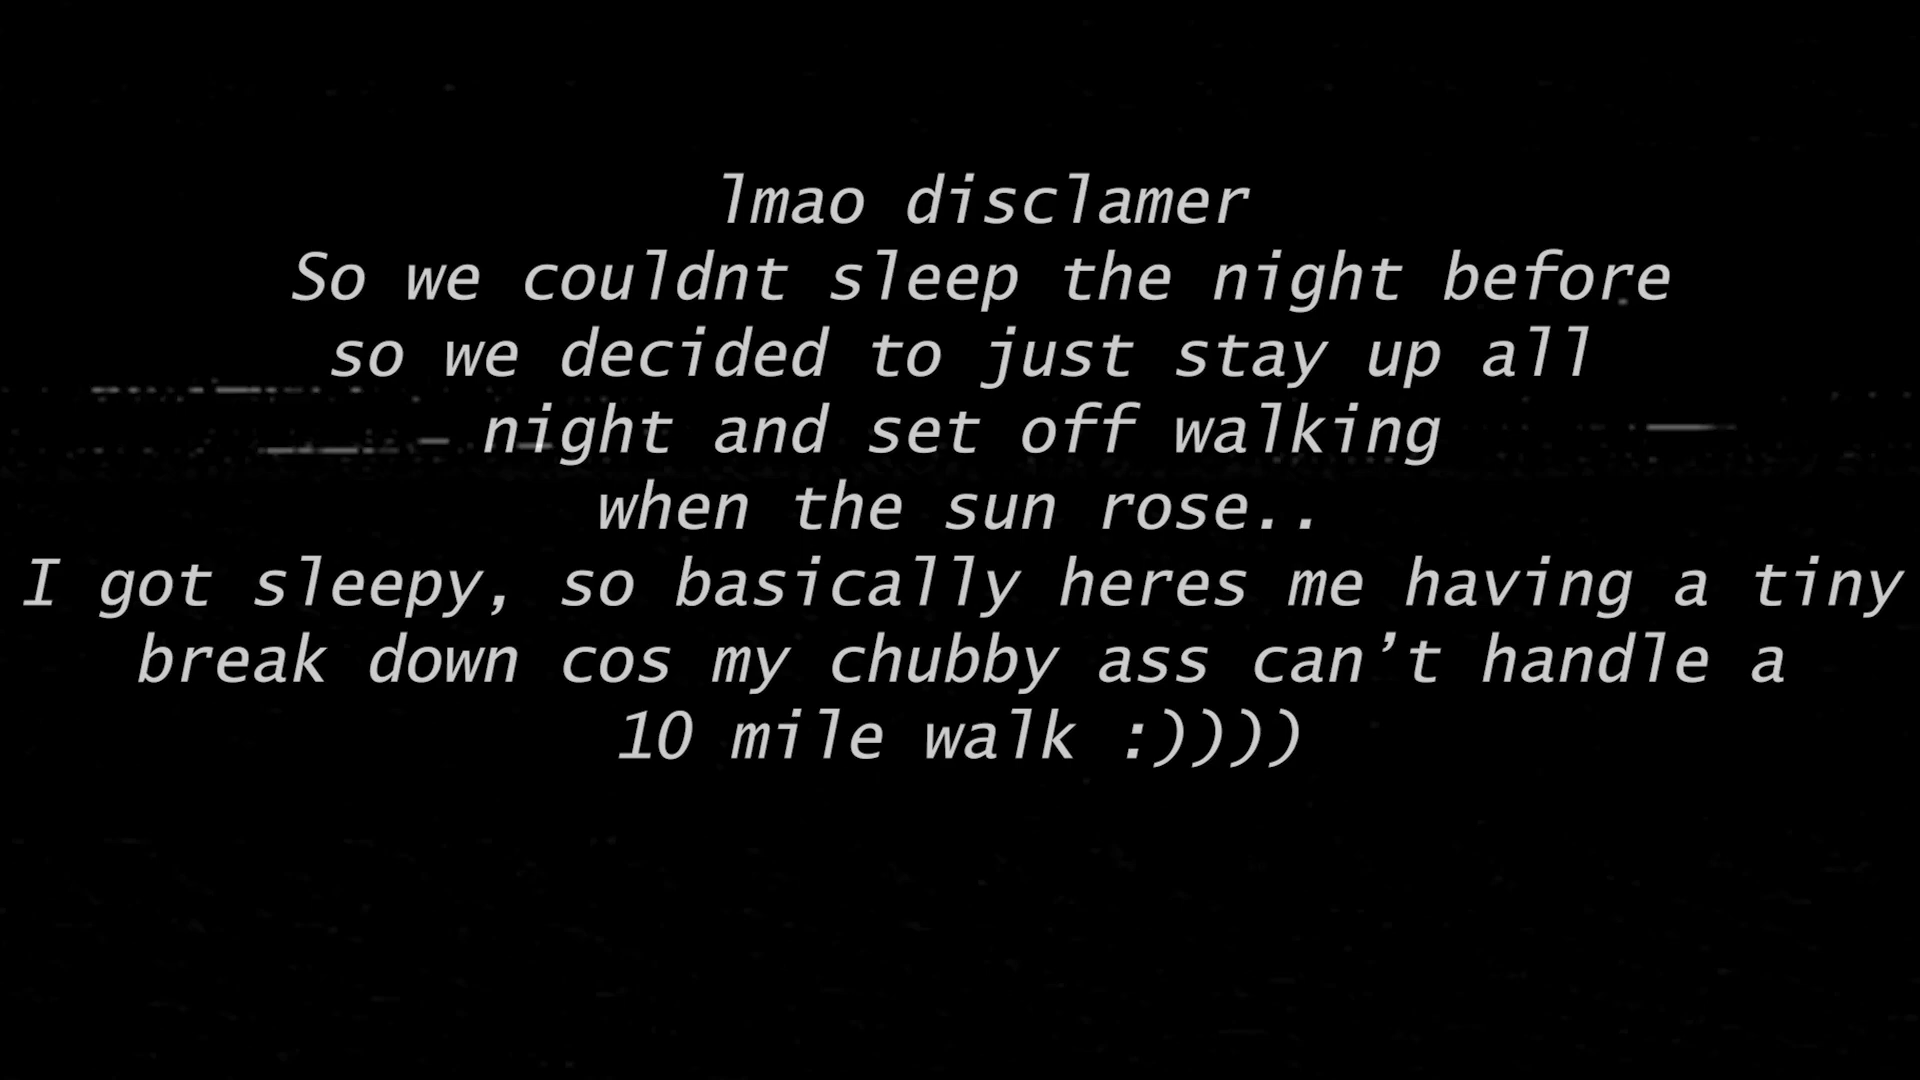 lmao disclamer
So we couldnt sleep the night before
so we decided to just stay up all
night and set off walking
when the sun rose..
I got sleepy, so basically heres me having a tiny
break down cos my chubby ass can’t handle a
10 mile walk :))))